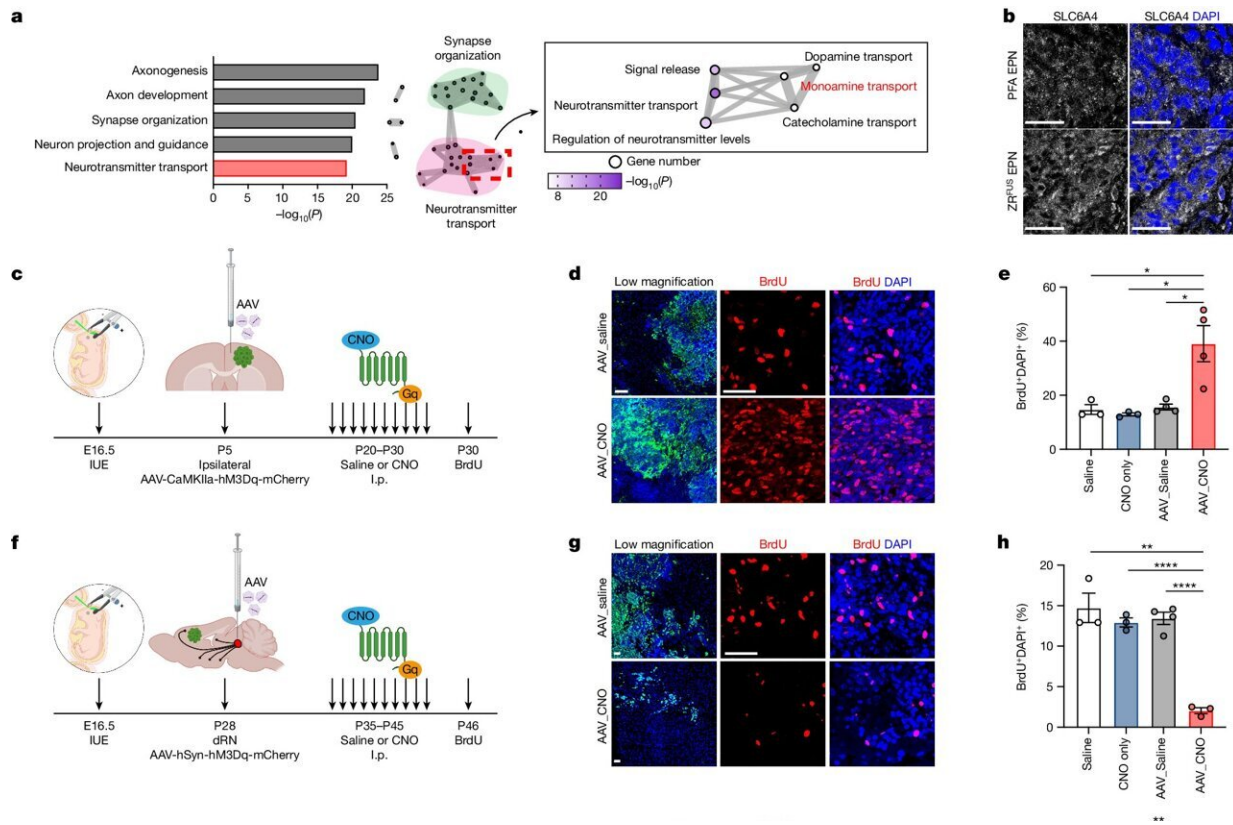 a
Axonogenesis
Axon development
Synapse organization
Neuron projection and guidance
Neurotransmitter transport
0 5 10 15 20 25
–log10(P)
Synapse
organization
Neurotransmitter
transport
Signal release
Neurotransmitter transport
Regulation of neurotransmitter levels
Dopamine transport
Monoamine transport
Catecholamine transport
Gene number
–log10(P)
8 20
b
SLC6A4
SLC6A4 DAPI
PFA EPN
ZRFUS EPN
c
AAV
CNO
Gq
E16.5
IUE
P5
Ipsilateral
AAV-CaMKIIa-hM3Dq-mCherry
P20–P30
Saline or CNO
I.p.
P30
BrdU
d
Low magnification
BrdU
BrdU DAPI
AAV_saline
AAV_CNO
e
BrdU+DAPI+ (%)
60
40
20
0
*
*
*
Saline
CNO only
AAV_Saline
AAV_CNO
f
AAV
CNO
Gq
E16.5
IUE
P28
dRN
AAV-hSyn-hM3Dq-mCherry
P35–P45
Saline or CNO
I.p.
P46
BrdU
g
Low magnification
BrdU
BrdU DAPI
AAV_saline
AAV_CNO
h
BrdU+DAPI+ (%)
20
15
10
5
0
**
****
****
Saline
CNO only
AAV_Saline
AAV_CNO
**